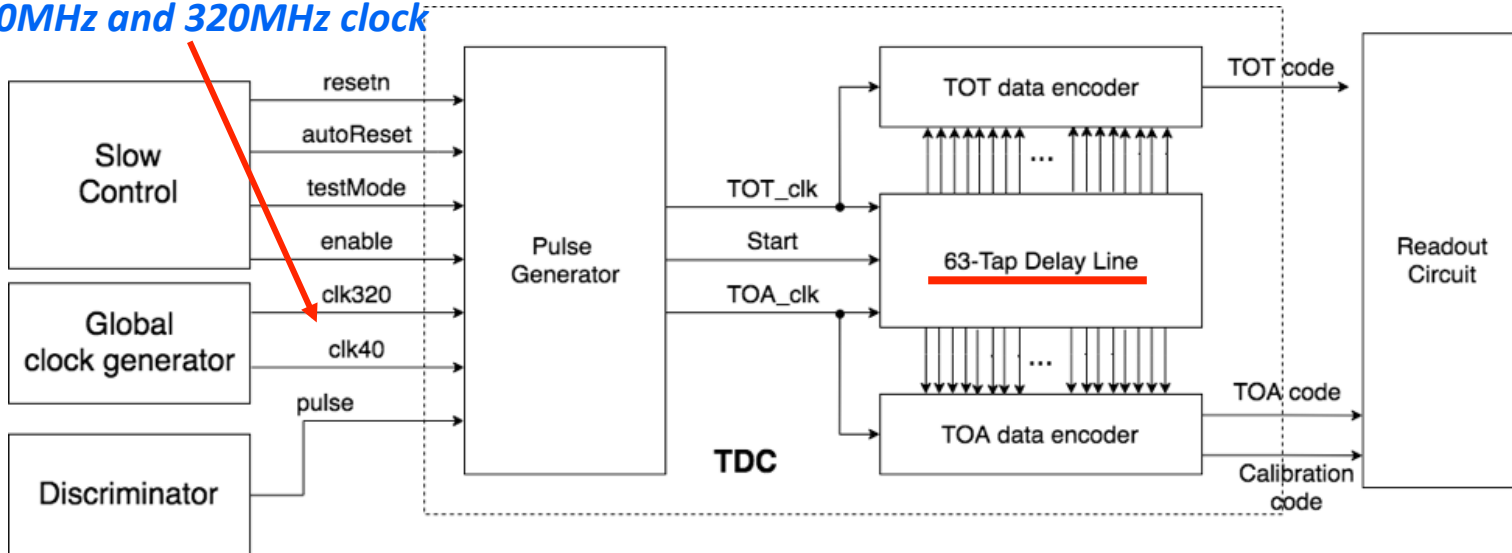 MHz and 320MHz clock
Slow
Control
resetn
autoReset
testMode
enable
Global
clock generator
clk320
clk40
Discriminator
pulse
Pulse
Generator
TOT_clk
Start
TOA_clk
TOT data encoder
...
63-Tap Delay Line
...
TOA data encoder
TDC
TOT code
TOA code
Calibration
code
Readout
Circuit